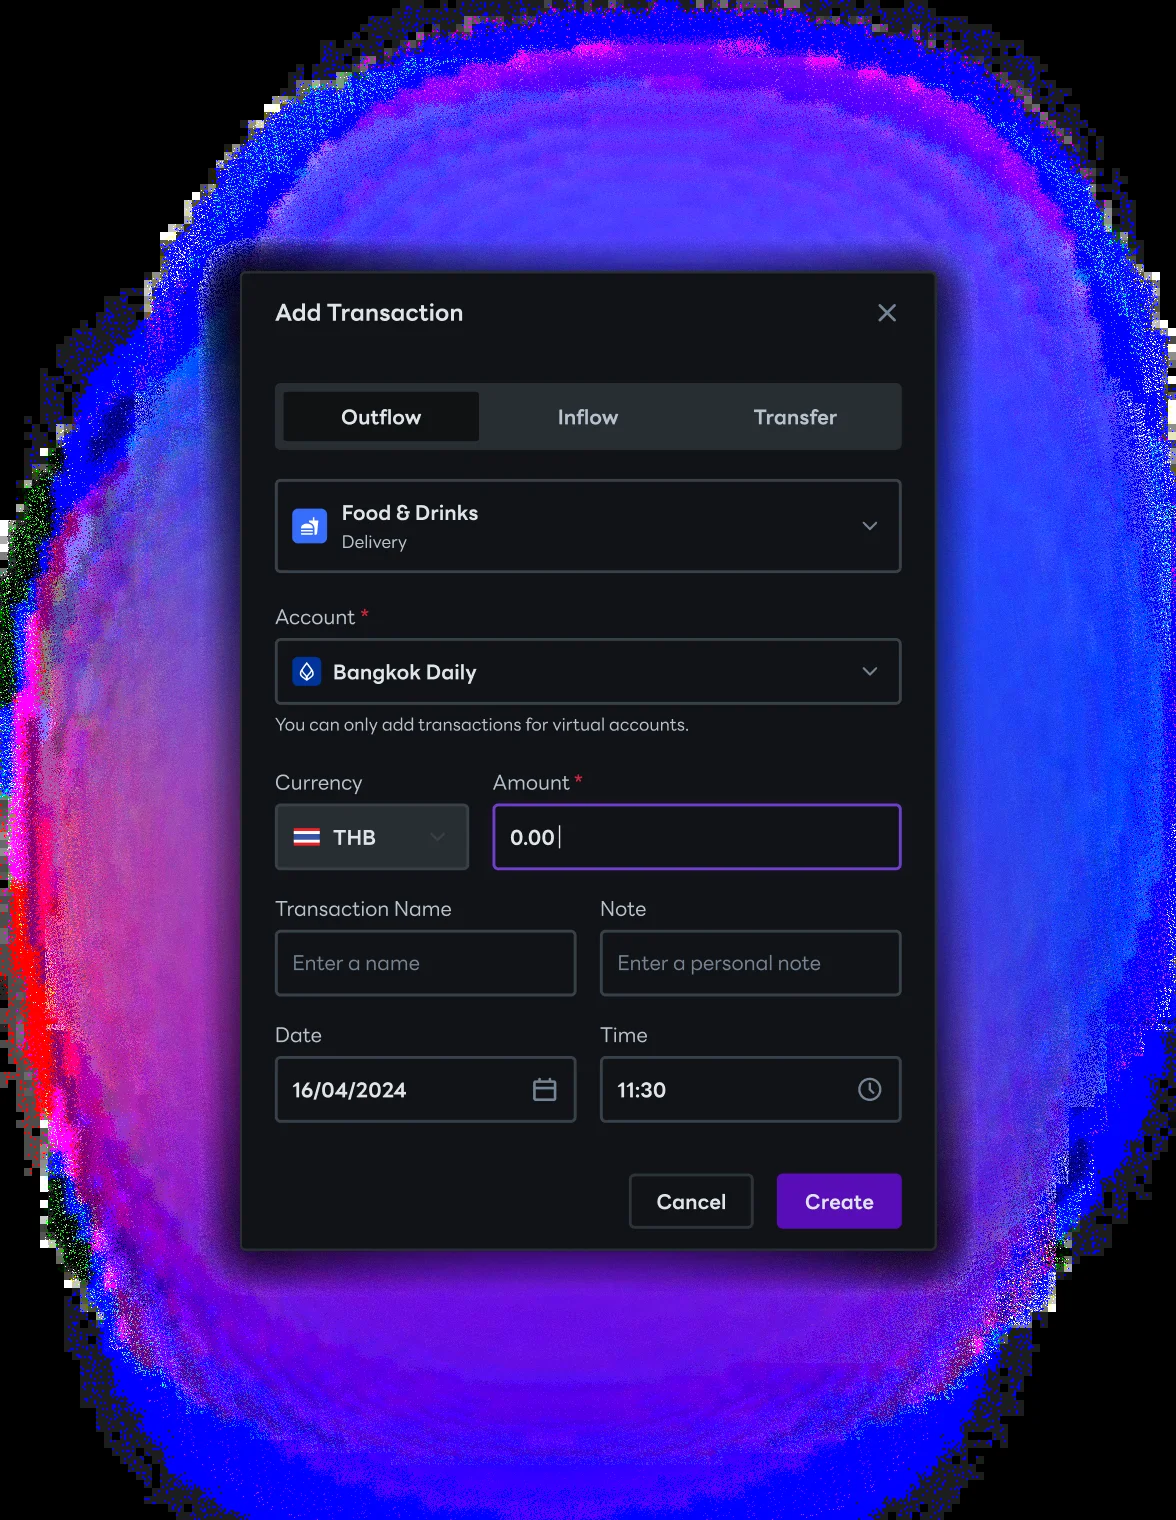 Add Transaction
Outflow
Inflow
Transfer
Food & Drinks
Delivery
Account *
Bangkok Daily
You can only add transactions for virtual accounts.
Currency
Amount *
THB
0.00
Transaction Name
Note
Enter a name
Enter a personal note
Date
Time
16/04/2024
11:30
Cancel
Create